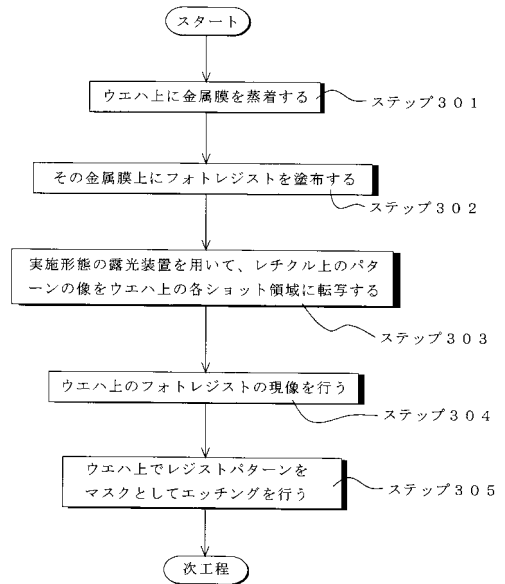 スタート
ウエハ上に金属膜を蒸着する
ステップ301
その金属膜上にフォトレジストを塗布する
ステップ302
実施形態の露光装置を用いて、レチクル上のパタ
ーンの像をウエハ上の各ショット領域に転写する
ステップ303
ウエハ上のフォトレジストの現像を行う
ステップ304
ウエハ上でレジストパターンを
マスクとしてエッチングを行う
ステップ305
次工程